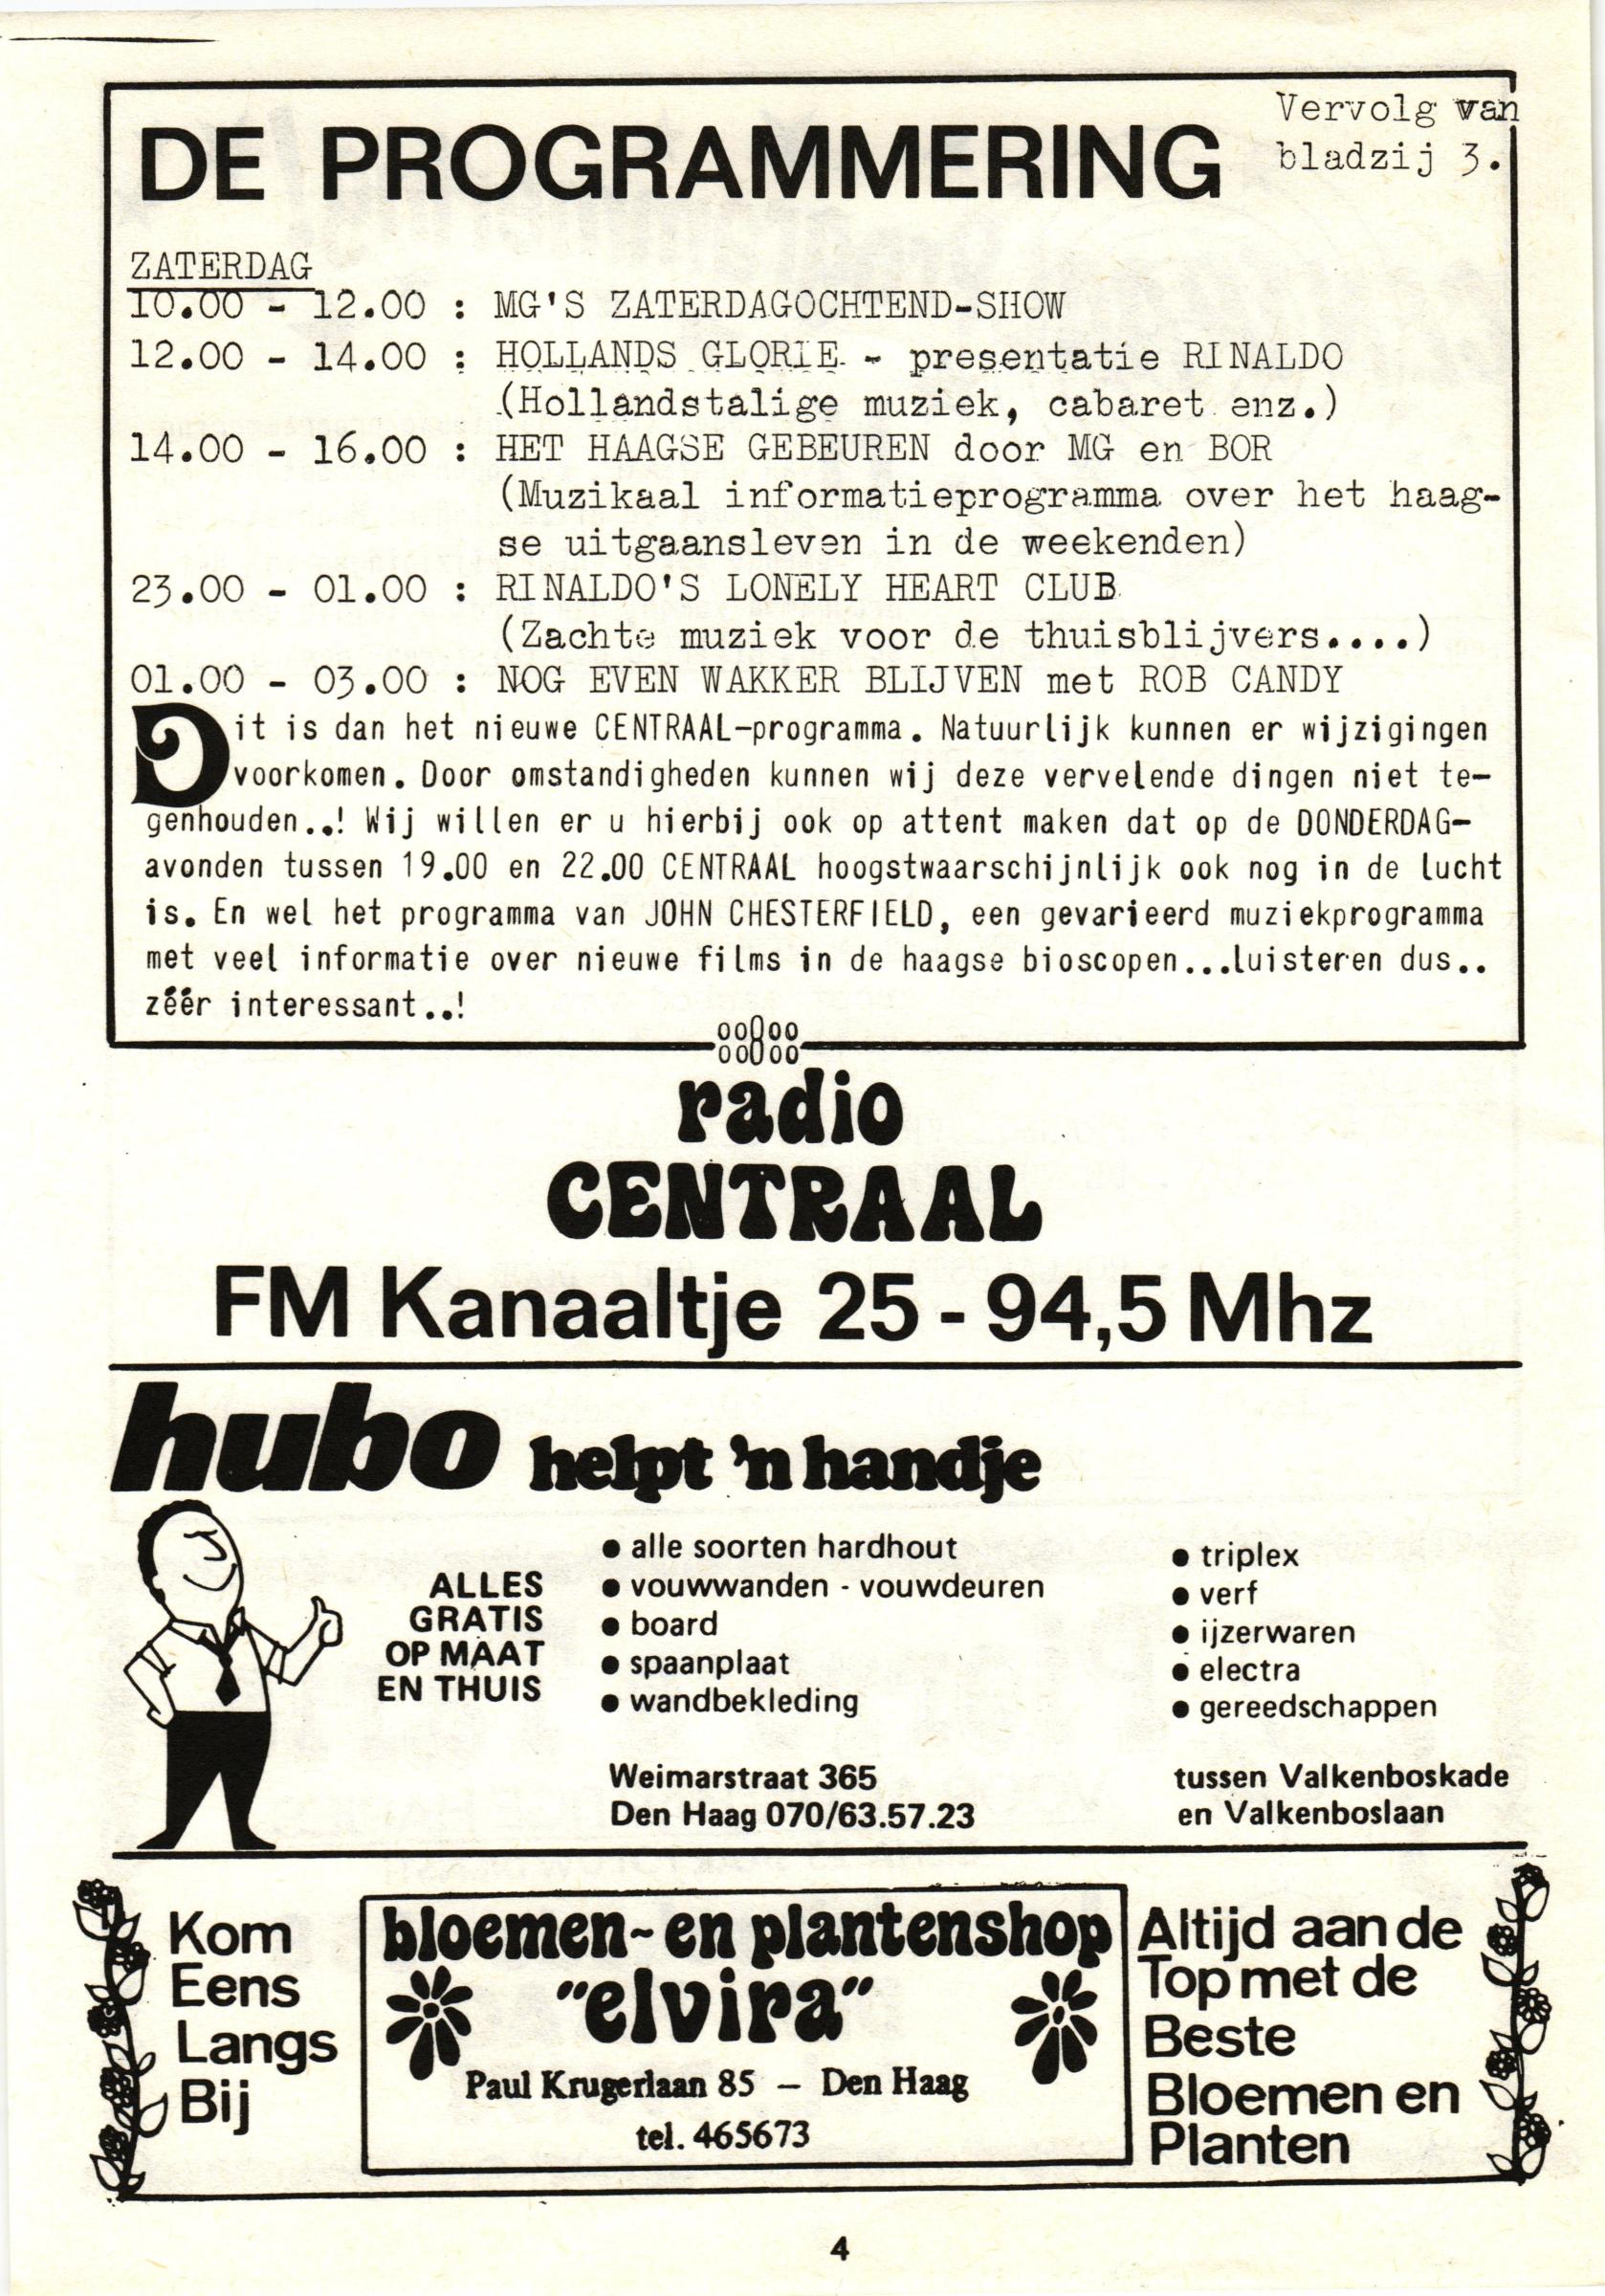 DE PROGRAMMERING
Vervolg van
bladzij 3.
ZATERDAG
10.00 - 12.00 : MG'S ZATERDAGOCHTEND-SHOW
12.00 - 14.00 : HOLLANDS GLORIE - presentatie RINALDO
(Hollandstalige muziek, cabaret enz.)
14.00 - 16.00 : HET HAAGSE GEBEUREN door MG en BOR
(Muzikaal informatieprogramma over het haag-
se uitgaansleven in de weekenden)
23.00 - 01.00 : RINALDO'S LONELY HEART CLUB
(Zachte muziek voor de thuisblijvers....)
01.00 - 03.00 : NOG EVEN WAKKER BLIJVEN met ROB CANDY
Dit is dan het nieuwe CENTRAAL-programma. Natuurlijk kunnen er wijzigingen
voorkomen. Door omstandigheden kunnen wij deze vervelende dingen niet te-
genhouden..! Wij willen er u hierbij ook op attent maken dat op de DONDERDAG-
avonden tussen 19.00 en 22.00 CENTRAAL hoogstwaarschijnlijk ook nog in de lucht
is. En wel het programma van JOHN CHESTERFIELD, een gevarieerd muziekprogramma
met veel informatie over nieuwe films in de haagse bioscopen...luisteren dus..
zéér interessant..!
radio
CENTRAAL
FM Kanaaltje 25 - 94,5 Mhz
hubo helpt 'n handje
ALLES
GRATIS
OP MAAT
EN THUIS
• alle soorten hardhout
• vouwwanden - vouwdeuren
• board
• spaanplaat
• wandbekleding
• triplex
• verf
• ijzerwaren
• electra
• gereedschappen
Weimarstraat 365
Den Haag 070/63.57.23
tussen Valkenboskade
en Valkenboslaan
Kom
Eens
Langs
Bij
bloemen- en plantenshop
"elvira"
Paul Krugerlaan 85 — Den Haag
tel. 465673
Altijd aan de
Top met de
Beste
Bloemen en
Planten
4